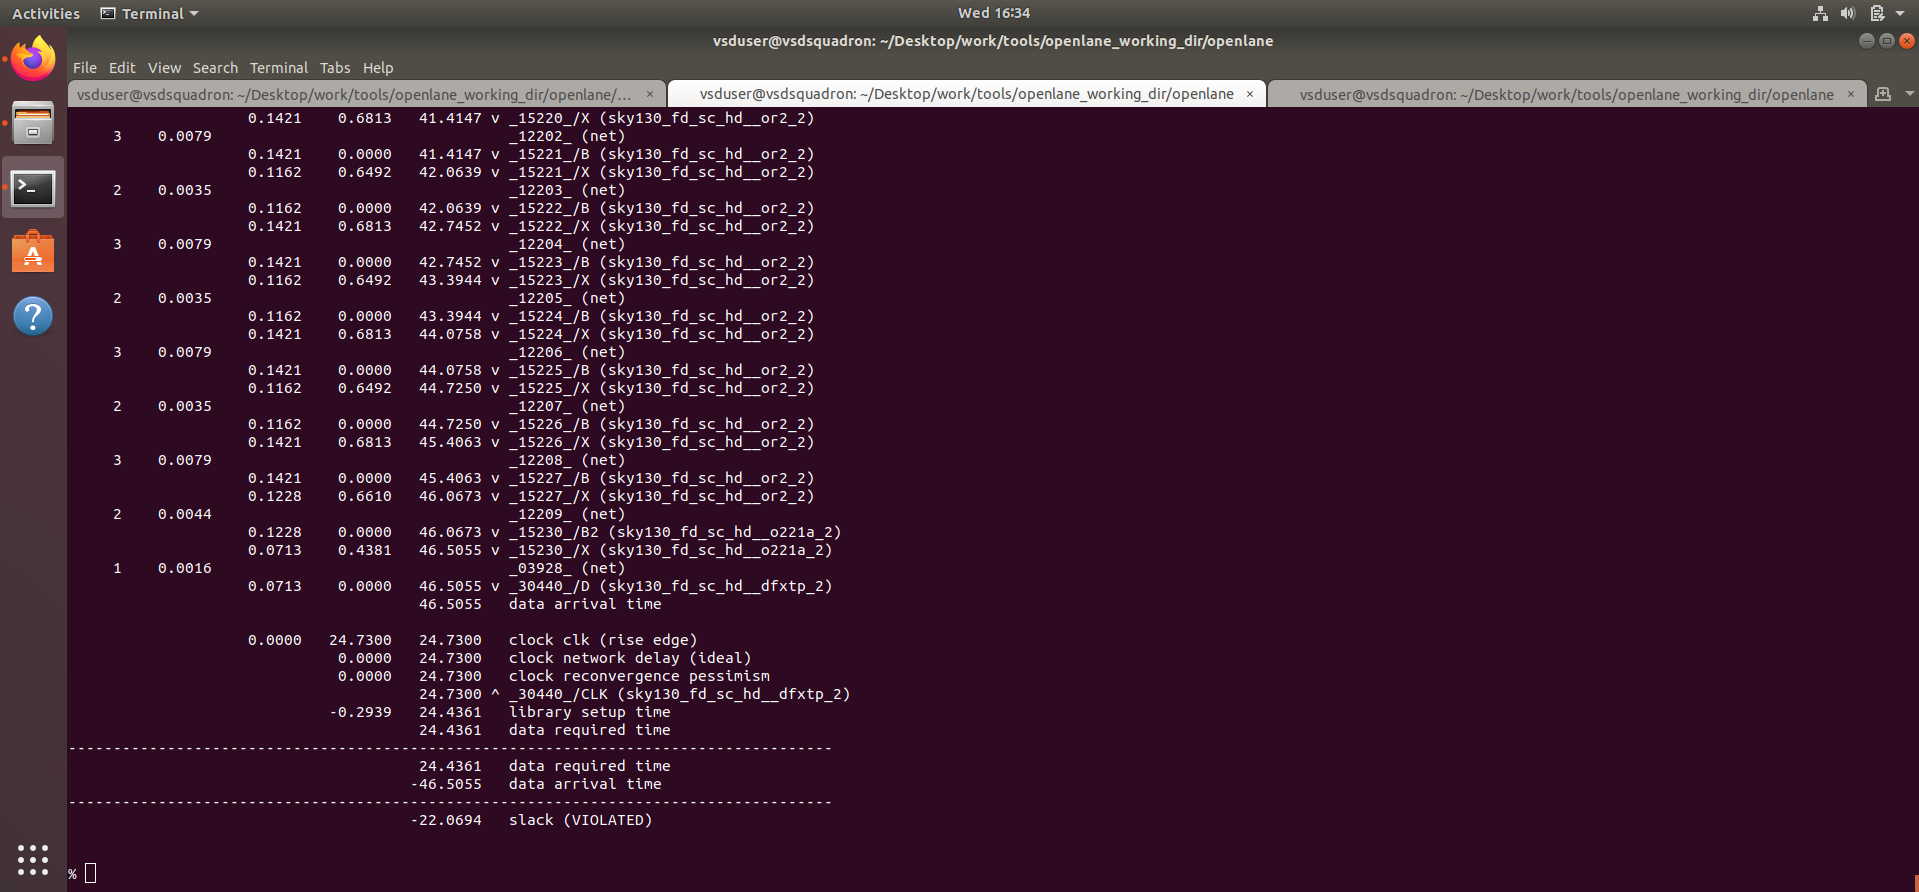 Activities Terminal Wed 16:34
vsduser@vsdsquadron: ~/Desktop/work/tools/openlane_working_dir/openlane
File Edit View Search Terminal Tabs Help
vsduser@vsdsquadron: ~/Desktop/work/tools/openlane_working_dir/openlane/... × vsduser@vsdsquadron: ~/Desktop/work/tools/openlane_working_dir/openlane × vsduser@vsdsquadron: ~/Desktop/work/tools/openlane_working_dir/openlane ×
0.1421 0.6813 41.4147 v _15220_/X (sky130_fd_sc_hd__or2_2)
3 0.0079 _12202_ (net)
0.1421 0.0000 41.4147 v _15221_/B (sky130_fd_sc_hd__or2_2)
0.1162 0.6492 42.0639 v _15221_/X (sky130_fd_sc_hd__or2_2)
2 0.0035 _12203_ (net)
0.1162 0.0000 42.0639 v _15222_/B (sky130_fd_sc_hd__or2_2)
0.1421 0.6813 42.7452 v _15222_/X (sky130_fd_sc_hd__or2_2)
3 0.0079 _12204_ (net)
0.1421 0.0000 42.7452 v _15223_/B (sky130_fd_sc_hd__or2_2)
0.1162 0.6492 43.3944 v _15223_/X (sky130_fd_sc_hd__or2_2)
2 0.0035 _12205_ (net)
0.1162 0.0000 43.3944 v _15224_/B (sky130_fd_sc_hd__or2_2)
0.1421 0.6813 44.0758 v _15224_/X (sky130_fd_sc_hd__or2_2)
3 0.0079 _12206_ (net)
0.1421 0.0000 44.0758 v _15225_/B (sky130_fd_sc_hd__or2_2)
0.1162 0.6492 44.7250 v _15225_/X (sky130_fd_sc_hd__or2_2)
2 0.0035 _12207_ (net)
0.1162 0.0000 44.7250 v _15226_/B (sky130_fd_sc_hd__or2_2)
0.1421 0.6813 45.4063 v _15226_/X (sky130_fd_sc_hd__or2_2)
3 0.0079 _12208_ (net)
0.1421 0.0000 45.4063 v _15227_/B (sky130_fd_sc_hd__or2_2)
0.1228 0.6610 46.0673 v _15227_/X (sky130_fd_sc_hd__or2_2)
2 0.0044 _12209_ (net)
0.1228 0.0000 46.0673 v _15230_/B2 (sky130_fd_sc_hd__o221a_2)
0.0713 0.4381 46.5055 v _15230_/X (sky130_fd_sc_hd__o221a_2)
1 0.0016 _03928_ (net)
0.0713 0.0000 46.5055 v _30440_/D (sky130_fd_sc_hd__dfxtp_2)
46.5055 data arrival time
0.0000 24.7300 24.7300 clock clk (rise edge)
0.0000 24.7300 clock network delay (ideal)
0.0000 24.7300 clock reconvergence pessimism
24.7300 ^ _30440_/CLK (sky130_fd_sc_hd__dfxtp_2)
-0.2939 24.4361 library setup time
24.4361 data required time
-------------------------------------------------------------------------------------
24.4361 data required time
-46.5055 data arrival time
-------------------------------------------------------------------------------------
-22.0694 slack (VIOLATED)
%